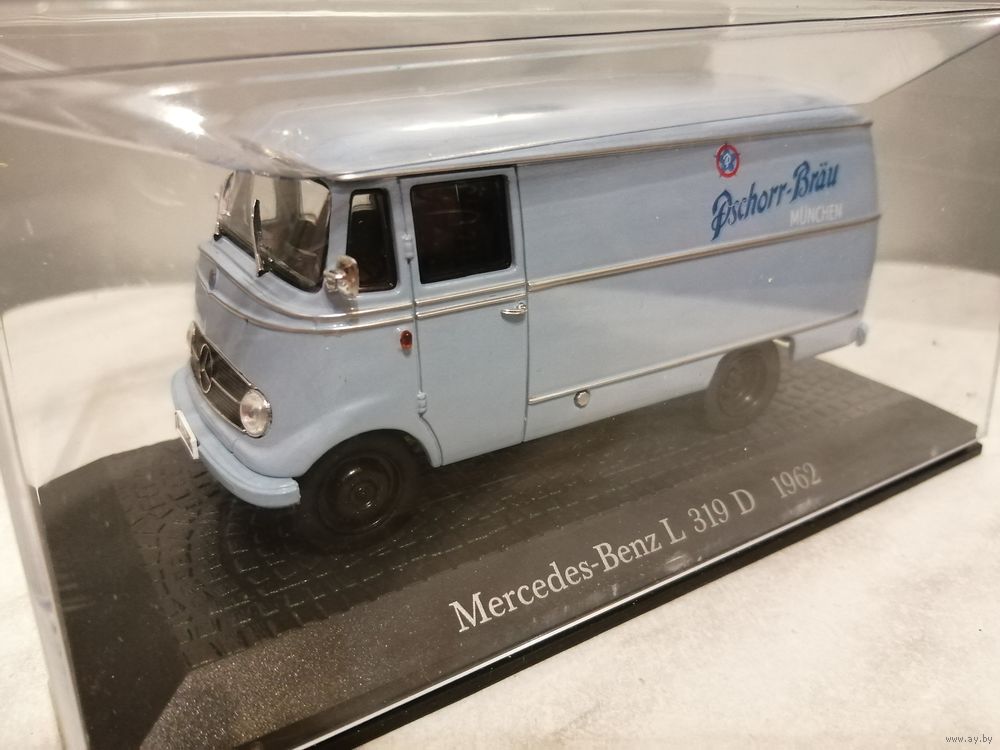 Pschorr-Bräu
MÜNCHEN
Mercedes-Benz L 319 D 1962
www.ay.by